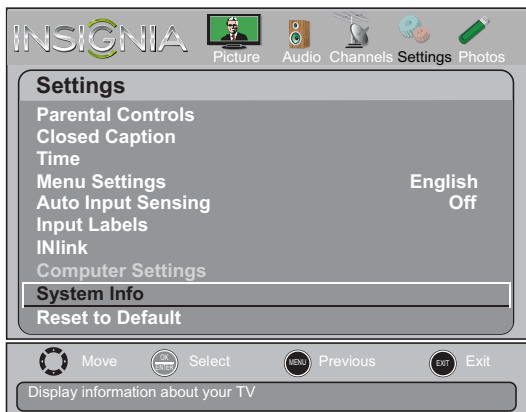 INSIGNIA
Picture Audio Channels Settings Photos
Settings
Parental Controls
Closed Caption
Time
Menu Settings English
Auto Input Sensing Off
Input Labels
INlink
Computer Settings
System Info
Reset to Default
Move OK ENTER Select MENU Previous EXIT Exit
Display information about your TV